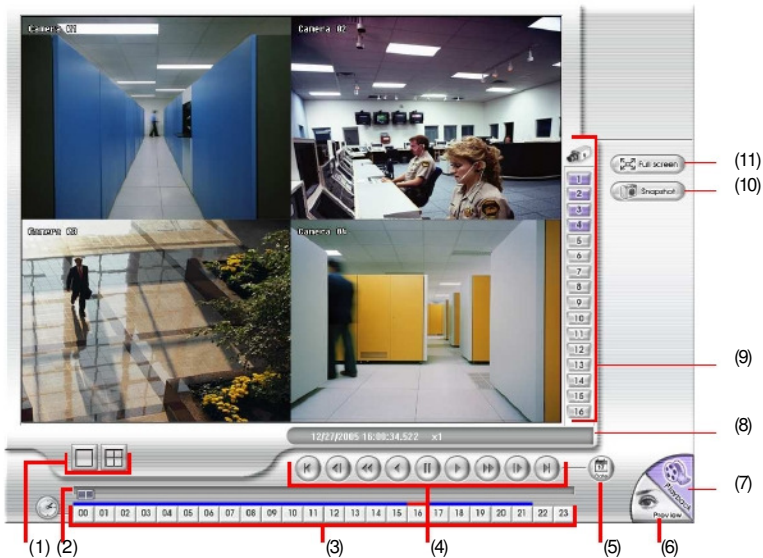 Camera 01
Camera 02
Camera 03
Camera 04
1
2
3
4
5
6
7
8
9
10
11
12
13
14
15
16
Full screen
(11)
Snapshot
(10)
(9)
(8)
12/27/2005 16:00:34.522 x1
Date
Playback
Preview
(7)
00 01 02 03 04 05 06 07 08 09 10 11 12 13 14 15 16 17 18 19 20 21 22 23
(1) (2) (3) (4) (5) (6)